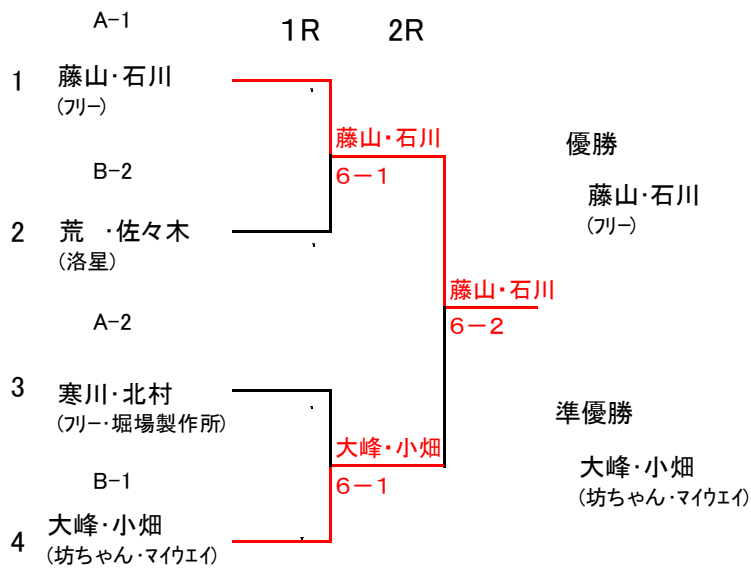 A-1
1R 2R
1 藤山・石川
(フリー)
藤山・石川
6-1
B-2
2 荒 ・佐々木
(洛星)
優勝
藤山・石川
(フリー)
藤山・石川
6-2
A-2
3 寒川・北村
(フリー・堀場製作所)
大峰・小畑
6-1
B-1
4 大峰・小畑
(坊ちゃん・マイウエイ)
準優勝
大峰・小畑
(坊ちゃん・マイウエイ)